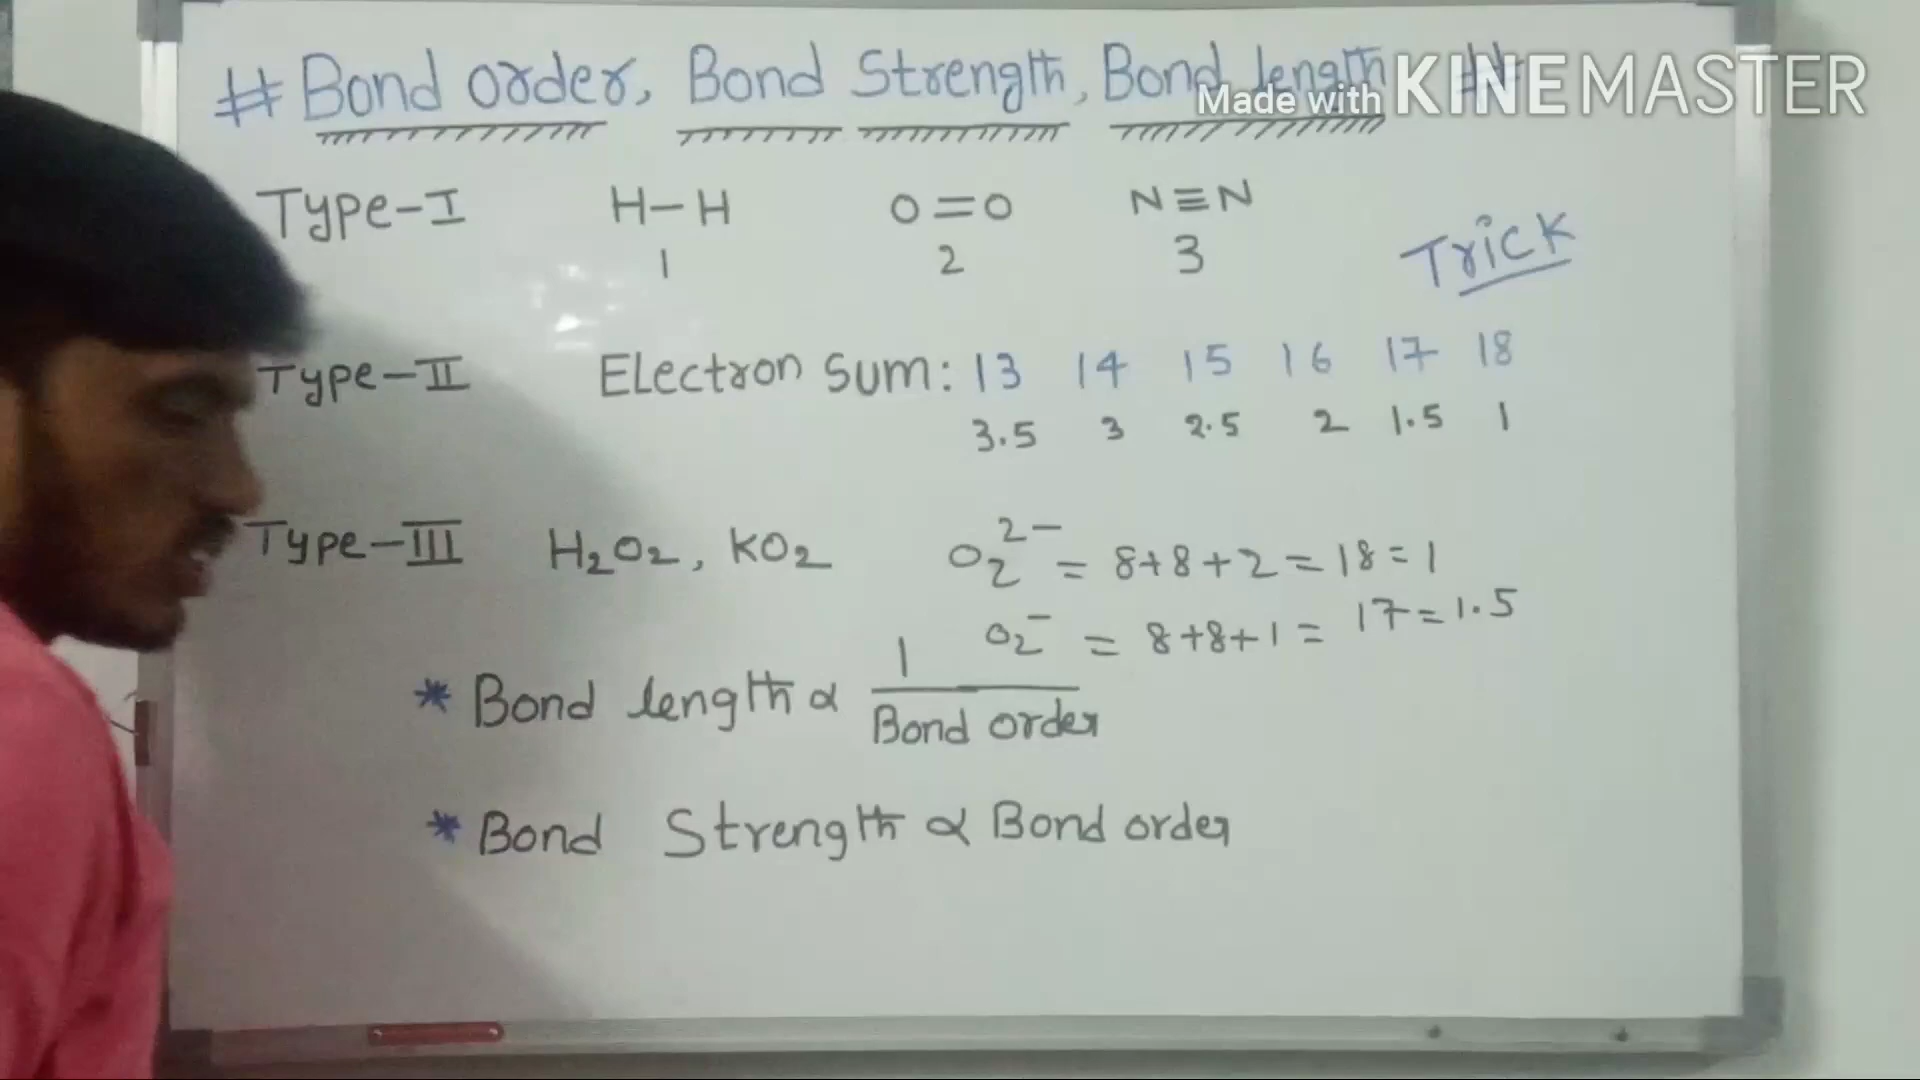 # Bond order, Bond Strength, Bond length #
Made with KINEMASTER
Type-I H-H O=O N≡N
1 2 3
Trick
Type-II Electron Sum: 13 14 15 16 17 18
3.5 3 2.5 2 1.5 1
Type-III H₂O₂, KO₂ O₂²⁻ = 8+8+2 = 18 = 1
O₂⁻ = 8+8+1 = 17 = 1.5
* Bond length α 1/Bond order
* Bond Strength α Bond order